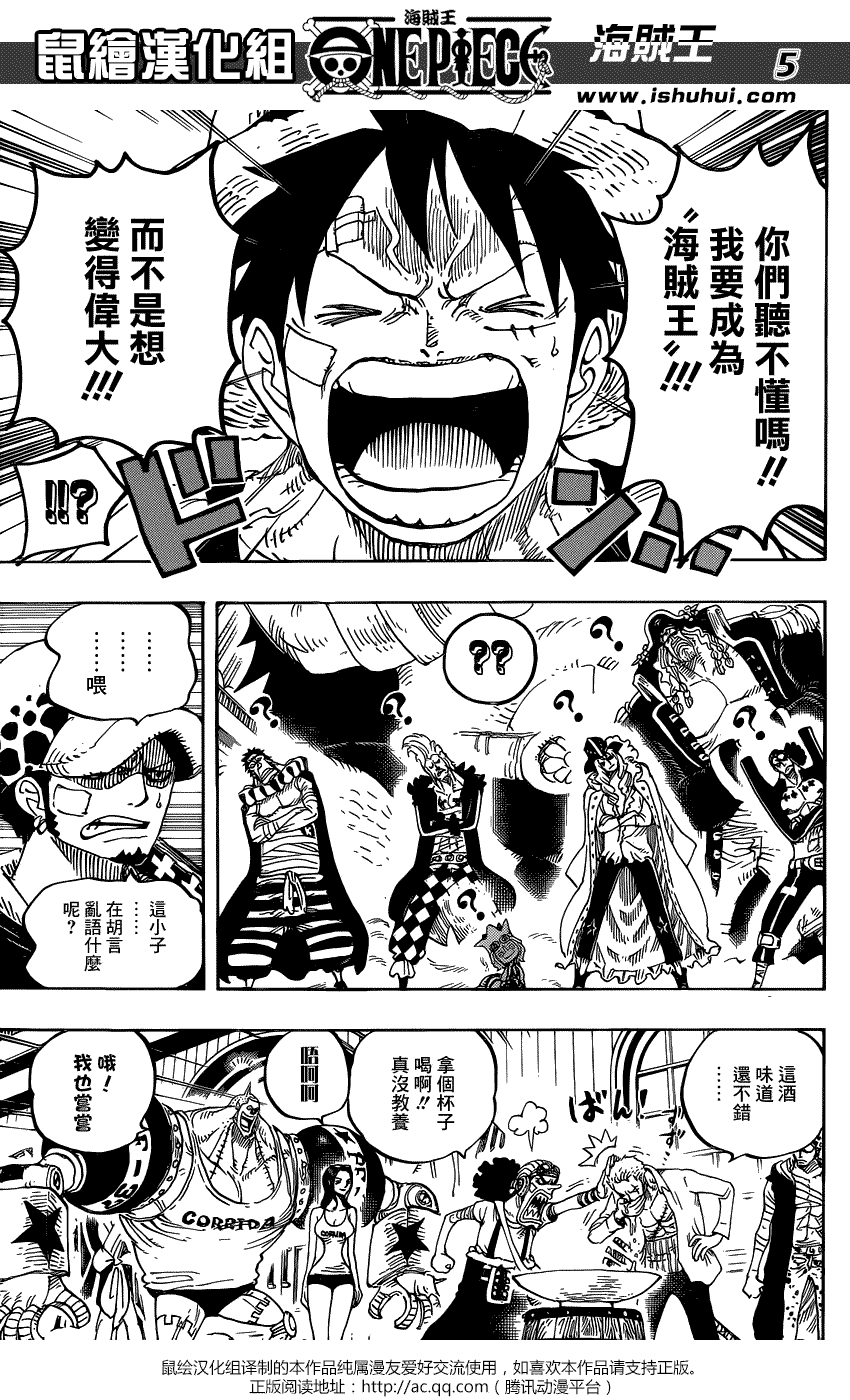 鼠繪漢化組
海賊王
ONE PIECE
海賊王
5
www.ishuhui.com
你們聽不懂嗎!!
我要成為
〝海賊王〞!!!
而不是想
變得偉大!!!
!!?
ドンッ!!
??
?
?
?
?
?
?
?
………
………
……喂
這小子
……
在胡言
亂語什麼
呢?
這酒
味道
還不錯
……
ばん!
拿個杯子
喝啊!!
真沒教養
唔呵呵
哦!
我也嘗嘗
CORRIDA
CORRIDA
鼠绘汉化组译制的本作品纯属漫友爱好交流使用，如喜欢本作品请支持正版。
正版阅读地址：http://ac.qq.com（腾讯动漫平台）